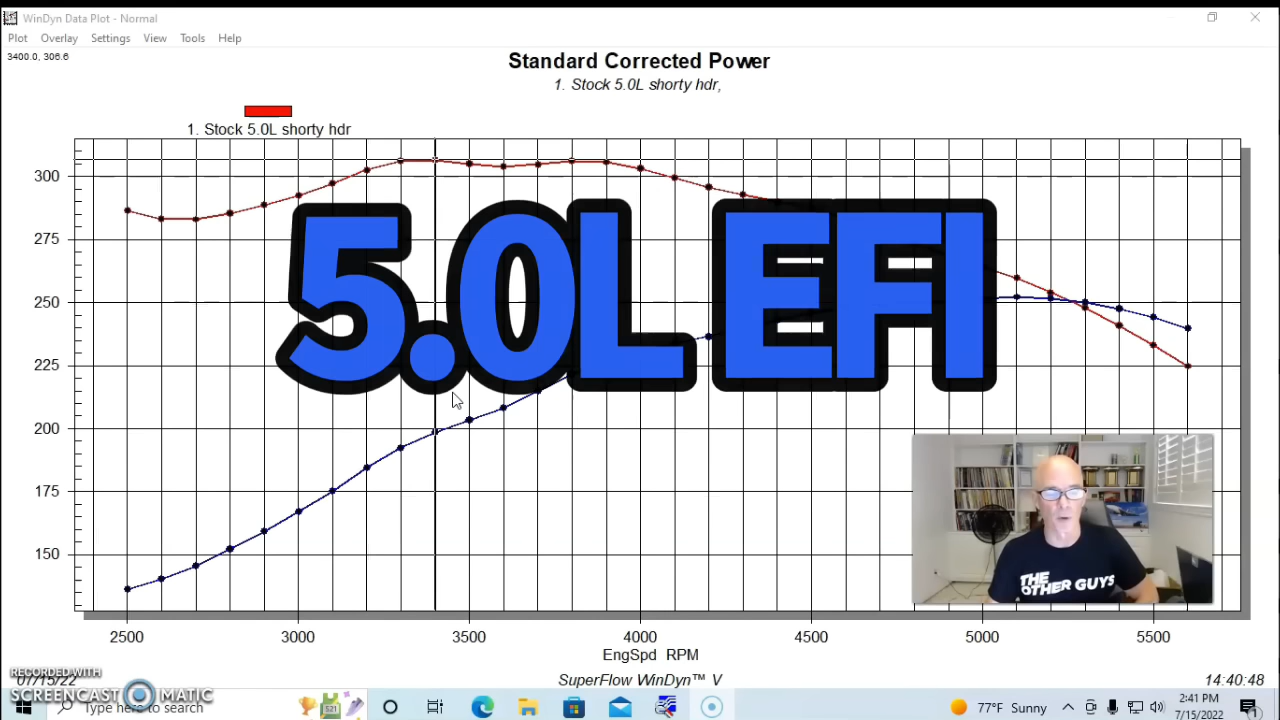 WinDyn Data Plot - Normal
Plot Overlay Settings View Tools Help
3400.0, 306.6
Standard Corrected Power
1. Stock 5.0L shorty hdr,
1. Stock 5.0L shorty hdr
300
275
250
225
200
175
150
5.0L EFI
THE
OTHER GUYS
2500 3000 3500 4000 4500 5000 5500
EngSpd RPM
RECORDED WITH
07/15/22 SuperFlow WinDyn™ V 14:40:48
SCREENCAST MATIC
Type here to search
521
77°F Sunny
2:41 PM
7/15/2022
1